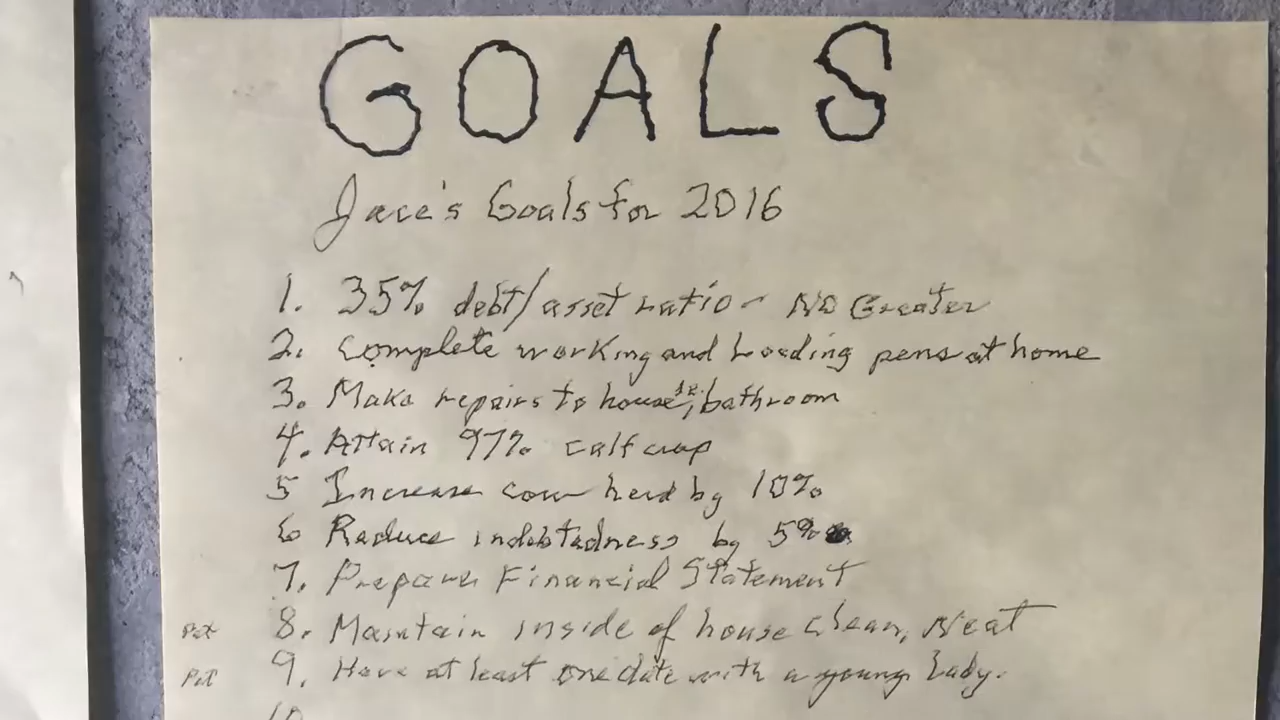 GOALS
Jace's Goals for 2016
1. 35% debt/asset ratio - NO Greater
2. Complete working and Loading pens at home
3. Make repairs to house, bathroom
4. Attain 97% calf crop
5 Increase cow herd by 10%
6 Reduce indebtedness by 5%
7. Prepare Financial Statement
8. Maintain inside of house clean, Neat
9. Have at least one date with a young lady.
10